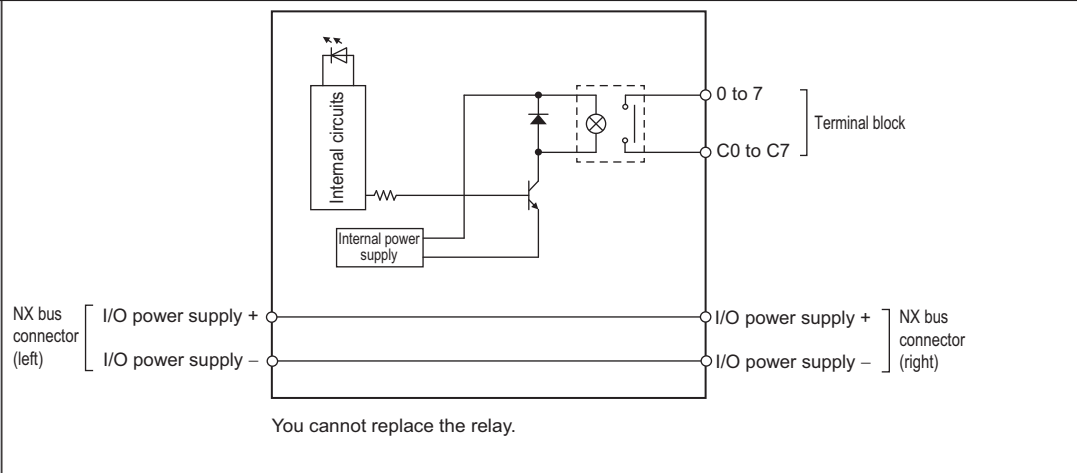 Internal circuits
0 to 7
Terminal block
C0 to C7
Internal power
supply
NX bus
connector
(left)
I/O power supply +
I/O power supply –
I/O power supply +
I/O power supply –
NX bus
connector
(right)
You cannot replace the relay.